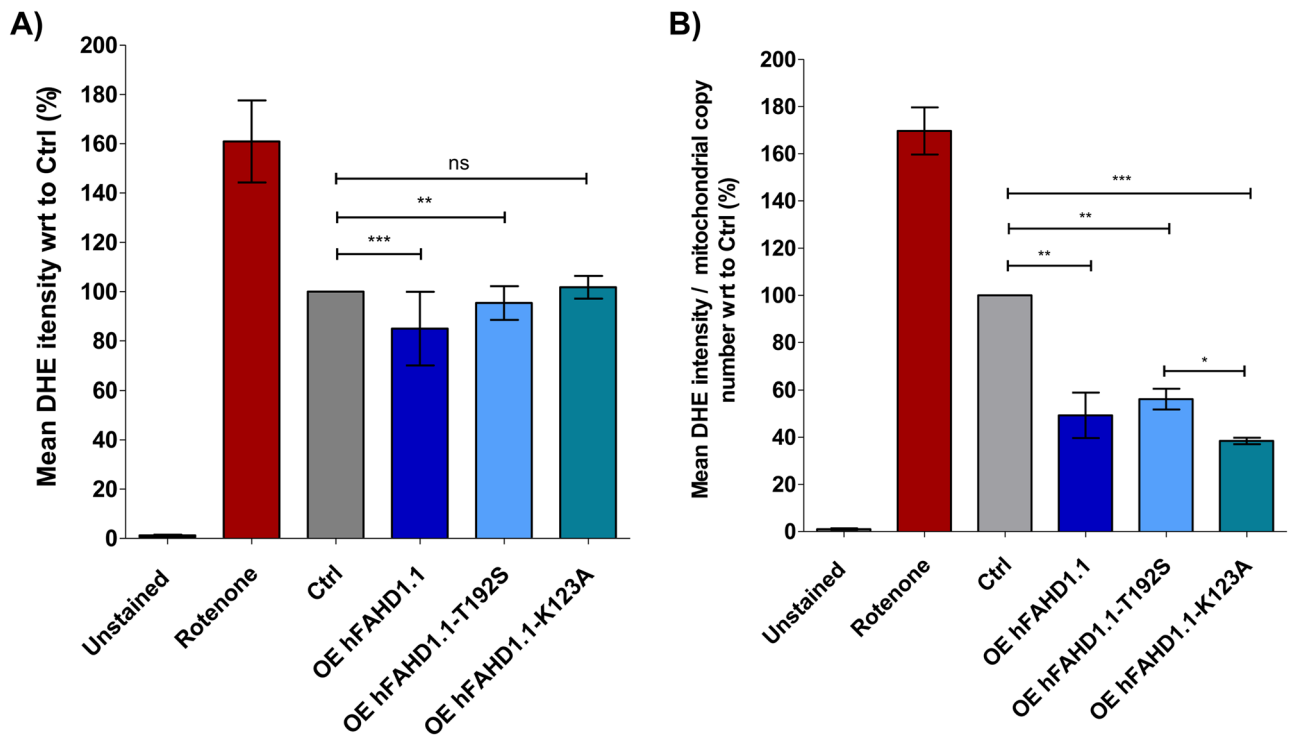 A)
Mean DHE itensity wrt to Ctrl (%)
200
180
160
140
120
100
80
60
40
20
0
ns
**
***
Unstained
Rotenone
Ctrl
OE hFAHD1.1
OE hFAHD1.1-T192S
OE hFAHD1.1-K123A
B)
Mean DHE intensity / mitochondrial copy
number wrt to Ctrl (%)
200
180
160
140
120
100
80
60
40
20
0
***
**
**
*
Unstained
Rotenone
Ctrl
OE hFAHD1.1
OE hFAHD1.1-T192S
OE hFAHD1.1-K123A